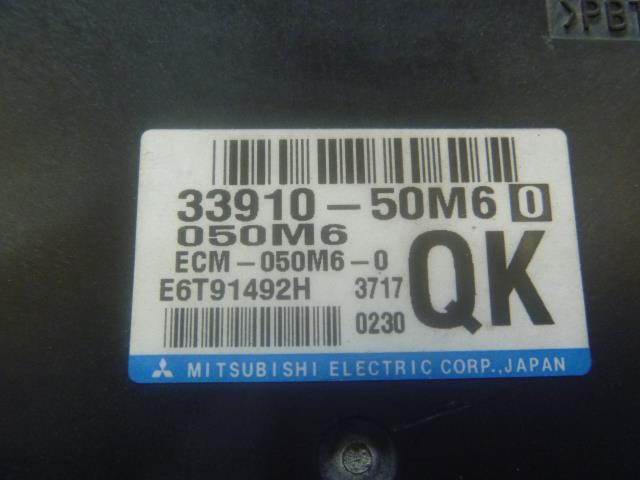 >PBT
33910-50M6 0
050M6
ECM-050M6-0
QK
E6T91492H 3717
0230
MITSUBISHI ELECTRIC CORP.,JAPAN